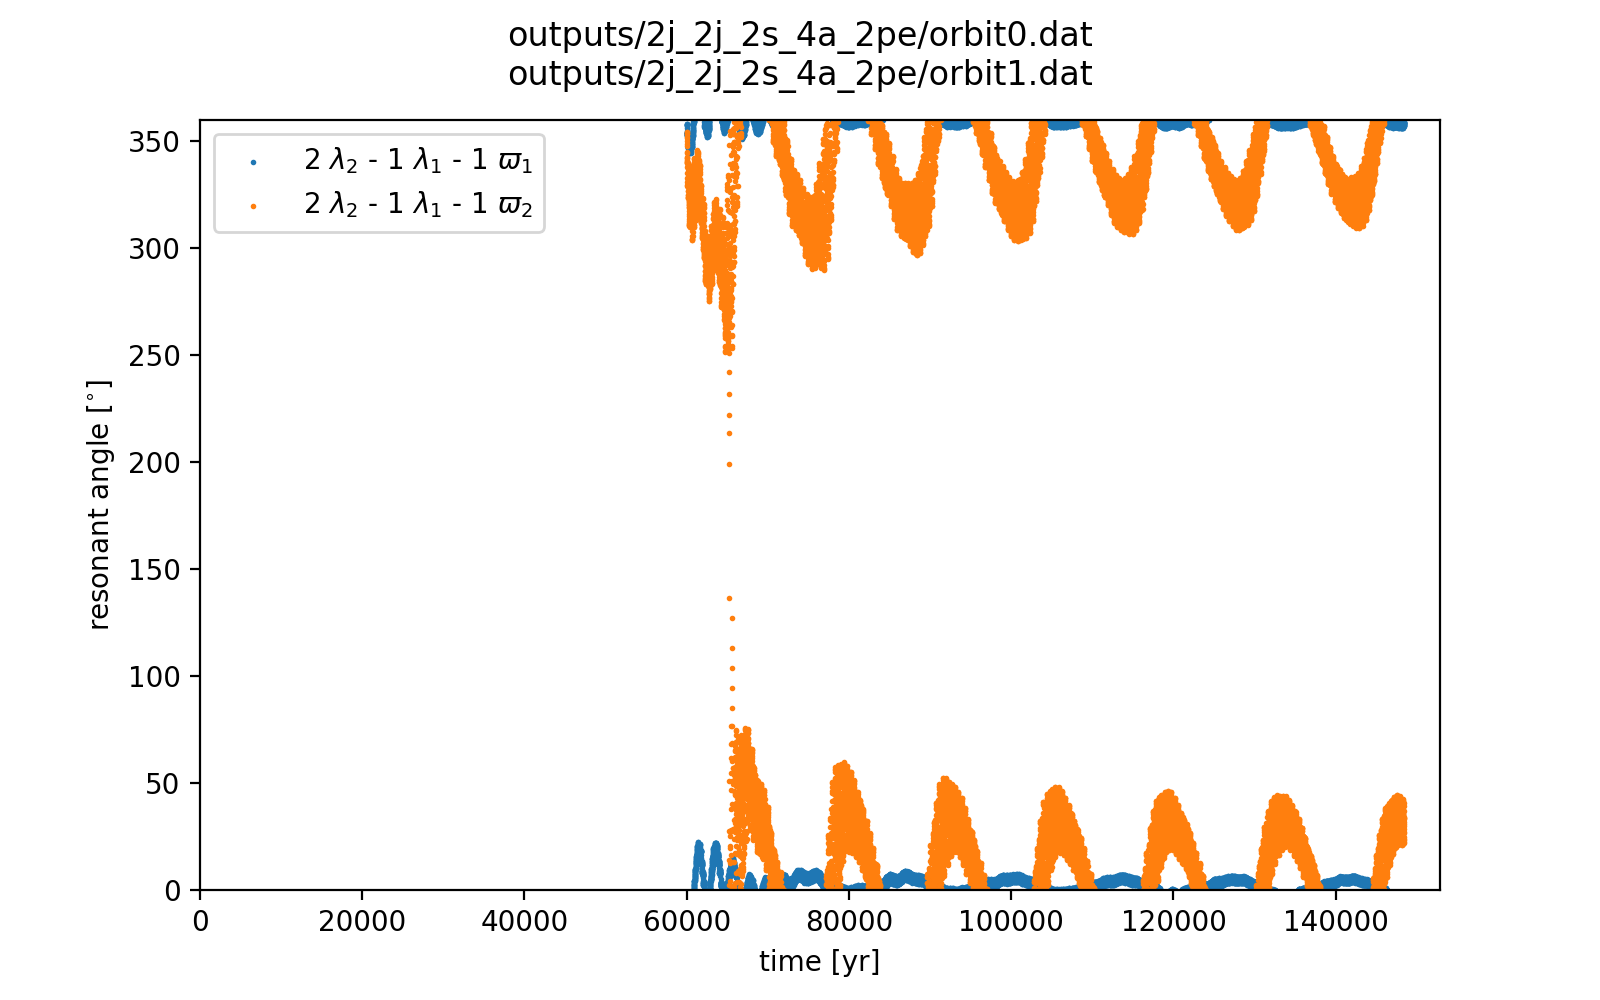 outputs/2j_2j_2s_4a_2pe/orbit0.dat
outputs/2j_2j_2s_4a_2pe/orbit1.dat
2 λ₂ - 1 λ₁ - 1 ϖ₁
2 λ₂ - 1 λ₁ - 1 ϖ₂
resonant angle [°]
350
300
250
200
150
100
50
0
0 20000 40000 60000 80000 100000 120000 140000
time [yr]